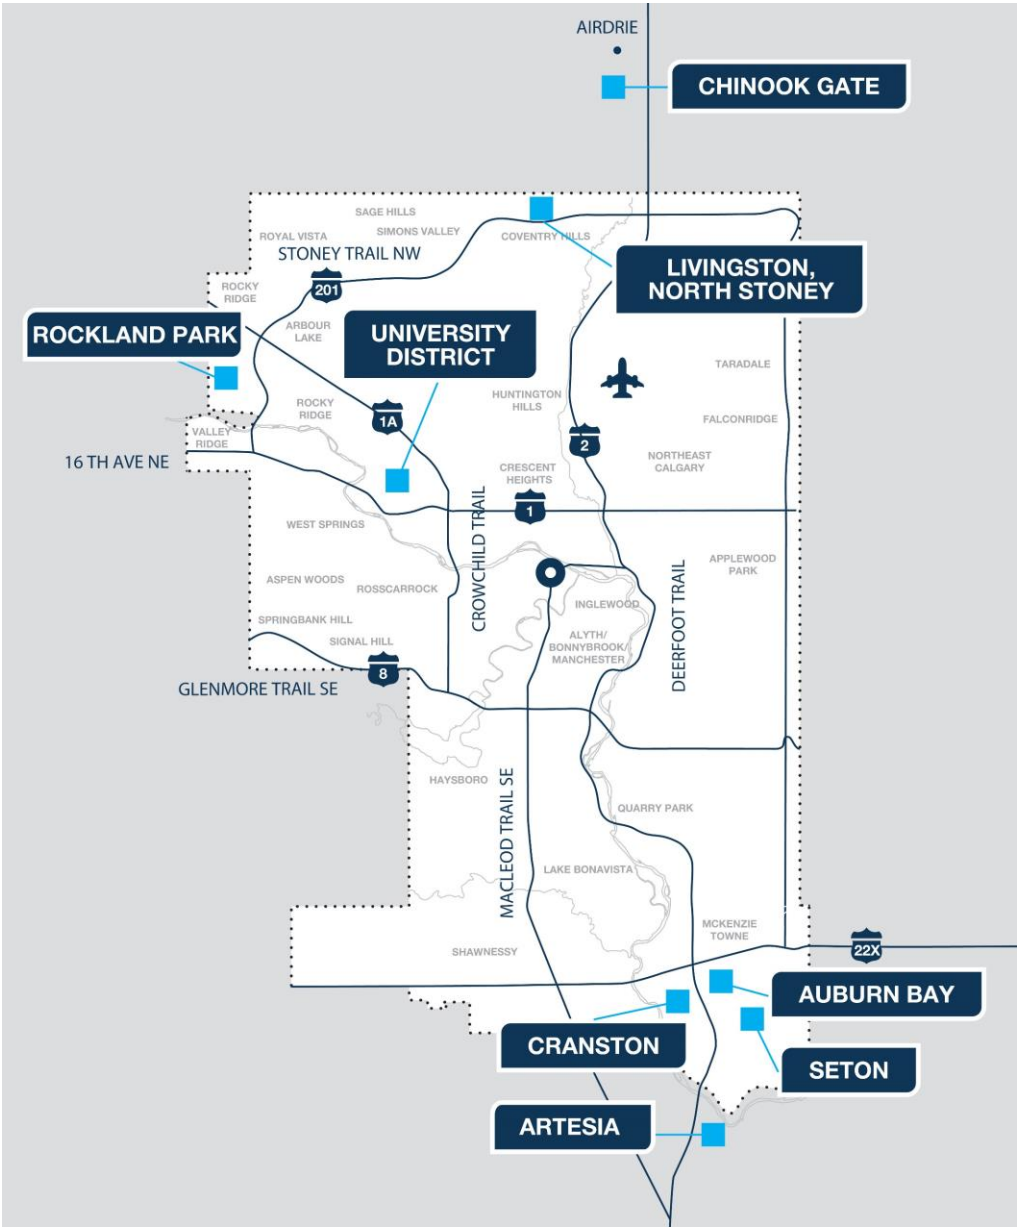 AIRDRIE
CHINOOK GATE
SAGE HILLS
SIMONS VALLEY
ROYAL VISTA
COVENTRY HILLS
STONEY TRAIL NW
LIVINGSTON,
NORTH STONEY
201
ROCKY
RIDGE
ROCKLAND PARK
ARBOUR
LAKE
UNIVERSITY
DISTRICT
TARADALE
HUNTINGTON
HILLS
ROCKY
RIDGE
1A
FALCONRIDGE
VALLEY
RIDGE
2
16 TH AVE NE
NORTHEAST
CALGARY
CRESCENT
HEIGHTS
1
WEST SPRINGS
CROWCHILD TRAIL
APPLEWOOD
PARK
ASPEN WOODS
ROSSCARROCK
INGLEWOOD
DEERFOOT TRAIL
SPRINGBANK HILL
SIGNAL HILL
ALYTH/
BONNYBROOK/
MANCHESTER
8
GLENMORE TRAIL SE
HAYSBORO
MACLEOD TRAIL SE
QUARRY PARK
LAKE BONAVISTA
MCKENZIE
TOWNE
SHAWNESSY
22X
AUBURN BAY
CRANSTON
SETON
ARTESIA